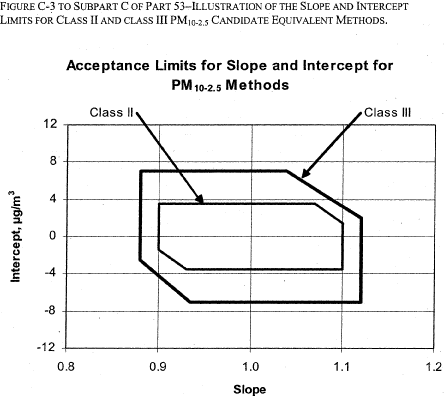 FIGURE C-3 TO SUBPART C OF PART 53–ILLUSTRATION OF THE SLOPE AND INTERCEPT
LIMITS FOR CLASS II AND CLASS III PM10-2.5 CANDIDATE EQUIVALENT METHODS.
Acceptance Limits for Slope and Intercept for
PM10-2.5 Methods
Class II
Class III
12
8
4
0
-4
-8
-12
Intercept, µg/m³
0.8 0.9 1.0 1.1 1.2
Slope